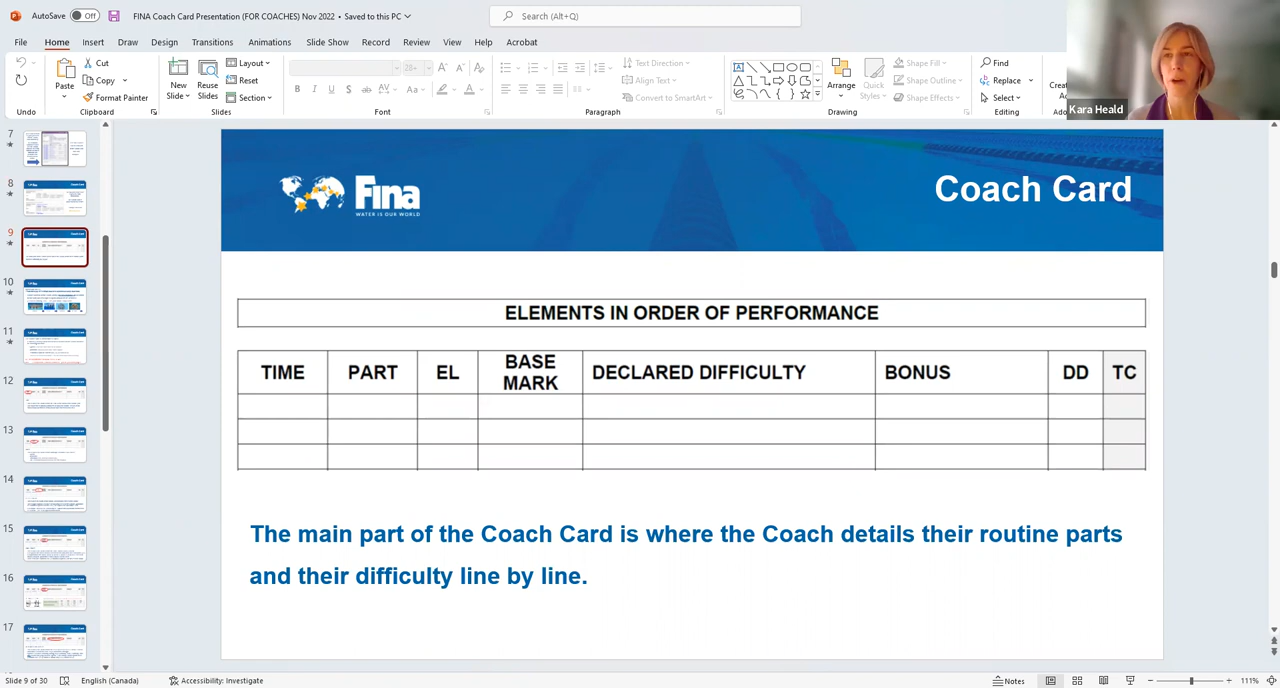 AutoSave Off FINA Coach Card Presentation (FOR COACHES) Nov 2022 • Saved to this PC Search (Alt+Q)
File Home Insert Draw Design Transitions Animations Slide Show Record Review View Help Acrobat
Undo
Paste
Cut
Copy
Format Painter
Clipboard
New Slide
Reuse Slides
Layout
Reset
Section
Slides
28+
Font
Text Direction
Align Text
Convert to SmartArt
Paragraph
Arrange
Quick Styles
Shape Fill
Shape Outline
Shape Effects
Drawing
Find
Replace
Select
Editing
Kara Heald
7
8
9
10
11
12
13
14
15
16
17
Fina
WATER IS OUR WORLD
Coach Card
ELEMENTS IN ORDER OF PERFORMANCE
TIME PART EL BASE MARK DECLARED DIFFICULTY BONUS DD TC
The main part of the Coach Card is where the Coach details their routine parts
and their difficulty line by line.
Slide 9 of 30 English (Canada) Accessibility: Investigate Notes 111%